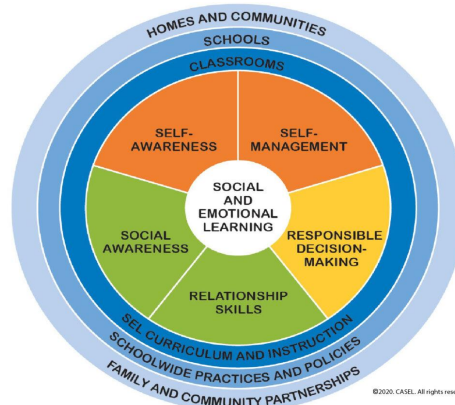 HOMES AND COMMUNITIES
SCHOOLS
CLASSROOMS
SELF-
AWARENESS
SELF-
MANAGEMENT
SOCIAL
AND
EMOTIONAL
LEARNING
SOCIAL
AWARENESS
RESPONSIBLE
DECISION-
MAKING
RELATIONSHIP
SKILLS
SEL CURRICULUM AND INSTRUCTION
SCHOOLWIDE PRACTICES AND POLICIES
FAMILY AND COMMUNITY PARTNERSHIPS
©2020. CASEL. All rights rese